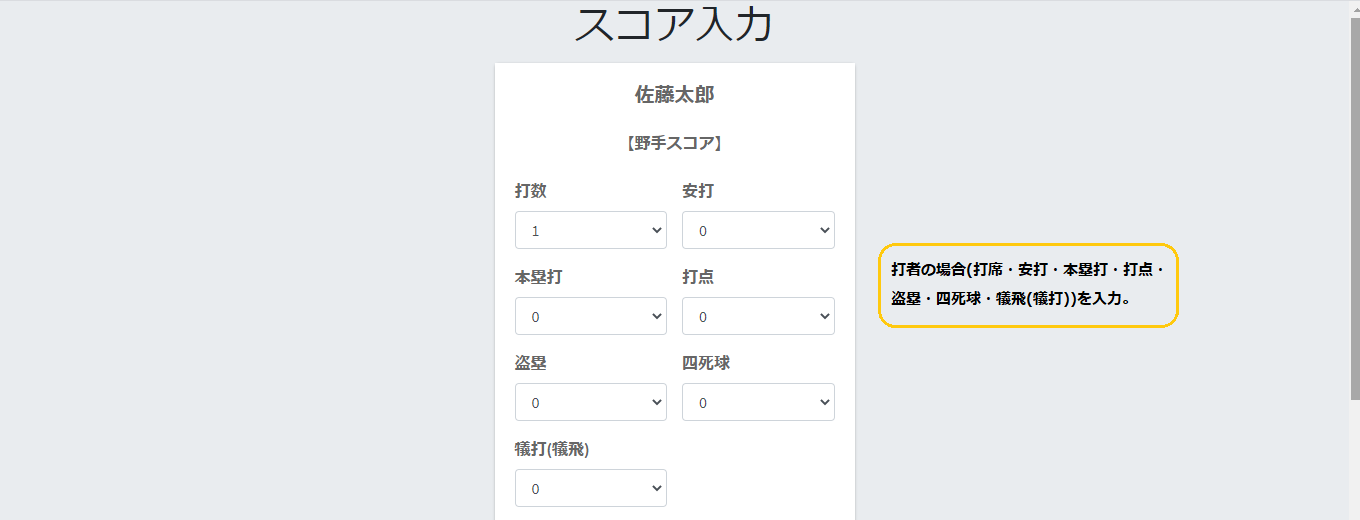 スコア入力
佐藤太郎
【野手スコア】
打数 安打
1 0
本塁打 打点
0 0
盗塁 四死球
0 0
犠打(犠飛)
0
打者の場合(打席・安打・本塁打・打点・
盗塁・四死球・犠飛(犠打))を入力。